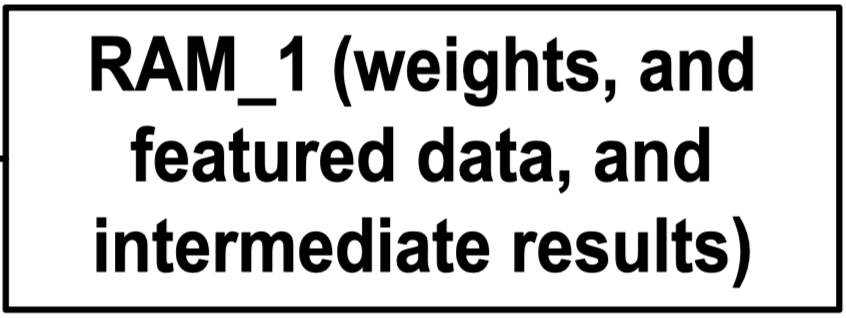 RAM_1 (weights, and
featured data, and
intermediate results)